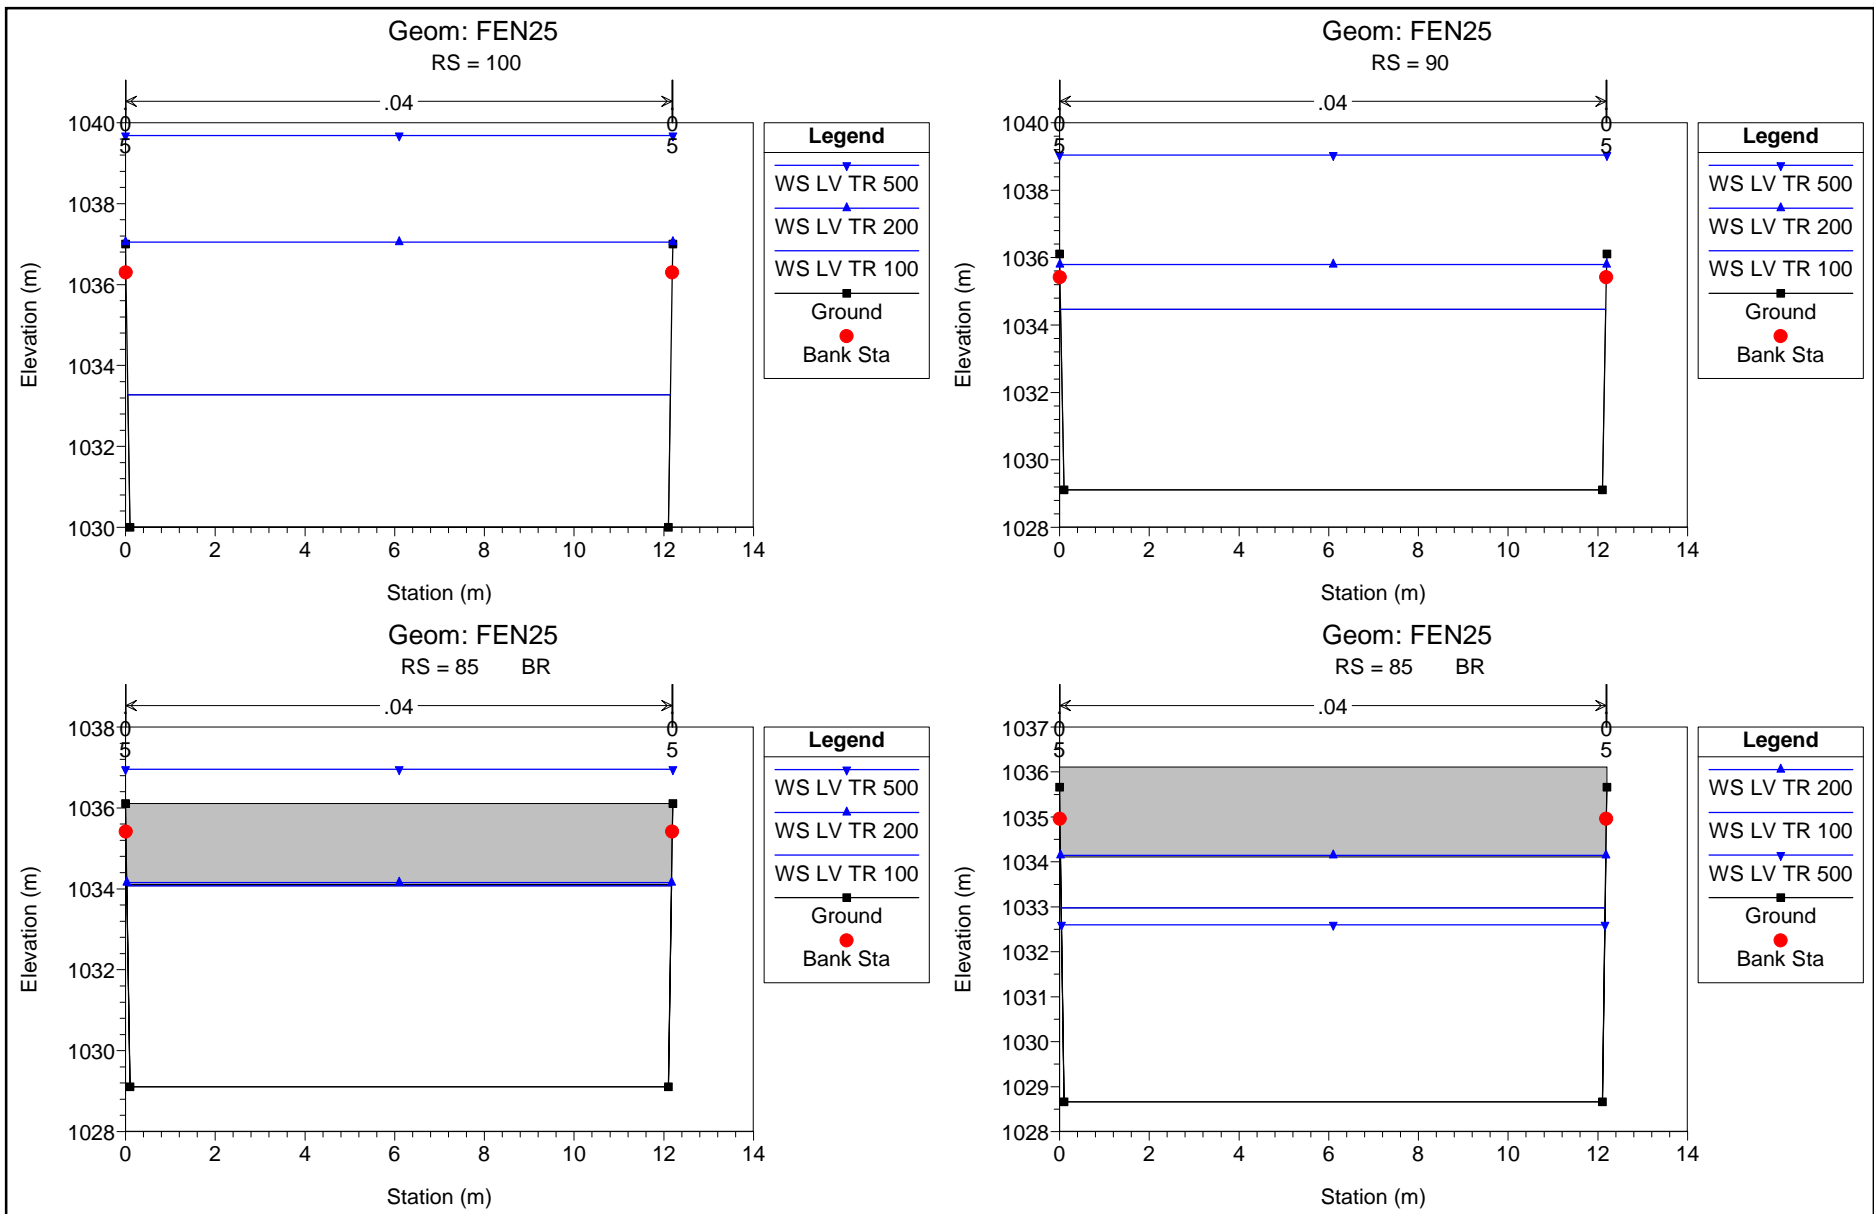 Geom: FEN25
RS = 100
.04
0
5
0
5
Elevation (m)
1040
1038
1036
1034
1032
1030
0 2 4 6 8 10 12 14
Station (m)
Legend
WS LV TR 500
WS LV TR 200
WS LV TR 100
Ground
Bank Sta
Geom: FEN25
RS = 90
.04
0
5
0
5
Elevation (m)
1040
1038
1036
1034
1032
1030
1028
0 2 4 6 8 10 12 14
Station (m)
Legend
WS LV TR 500
WS LV TR 200
WS LV TR 100
Ground
Bank Sta
Geom: FEN25
RS = 85 BR
.04
0
5
0
5
Elevation (m)
1038
1036
1034
1032
1030
1028
0 2 4 6 8 10 12 14
Station (m)
Legend
WS LV TR 500
WS LV TR 200
WS LV TR 100
Ground
Bank Sta
Geom: FEN25
RS = 85 BR
.04
0
5
0
5
Elevation (m)
1037
1036
1035
1034
1033
1032
1031
1030
1029
1028
0 2 4 6 8 10 12 14
Station (m)
Legend
WS LV TR 200
WS LV TR 100
WS LV TR 500
Ground
Bank Sta